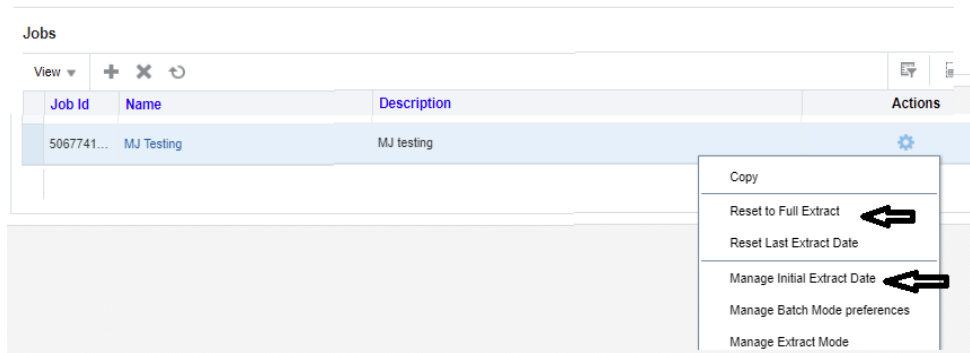 Jobs
View
Job Id Name Description Actions
5067741... MJ Testing MJ testing
Copy
Reset to Full Extract
Reset Last Extract Date
Manage Initial Extract Date
Manage Batch Mode preferences
Manage Extract Mode